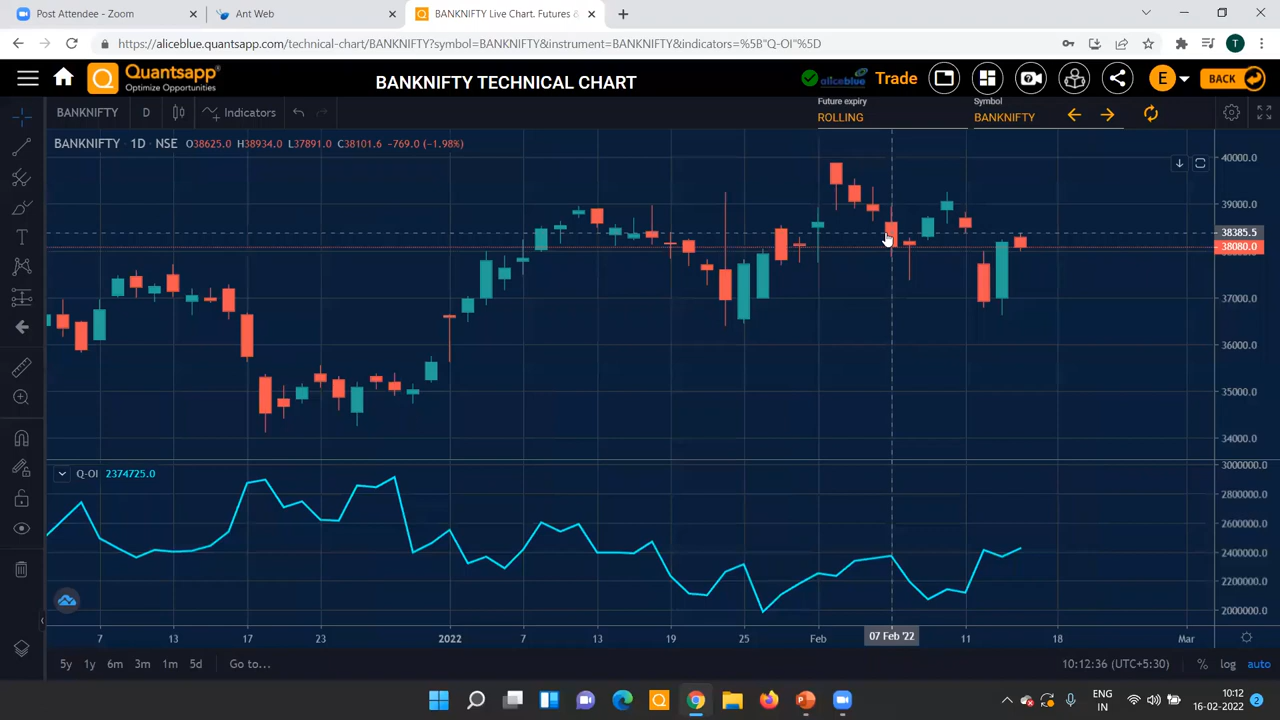 Post Attendee - Zoom
Ant Web
BANKNIFTY Live Chart. Futures &
https://aliceblue.quantsapp.com/technical-chart/BANKNIFTY?symbol=BANKNIFTY&instrument=BANKNIFTY&indicators=%5B"Q-OI"%5D
T
Quantsapp
Optimize Opportunities
BANKNIFTY TECHNICAL CHART
aliceblue Trade
E
BACK
BANKNIFTY D Indicators
Future expiry
ROLLING
Symbol
BANKNIFTY
BANKNIFTY · 1D · NSE O38625.0 H38934.0 L37891.0 C38101.6 -769.0 (-1.98%)
40000.0
39000.0
38385.5
38080.0
37000.0
36000.0
35000.0
34000.0
Q-OI 2374725.0
3000000.0
2800000.0
2600000.0
2400000.0
2200000.0
2000000.0
7 13 17 23 2022 7 13 19 25 Feb 07 Feb '22 11 18 Mar
5y 1y 6m 3m 1m 5d Go to...
10:12:36 (UTC+5:30) % log auto
ENG
IN
10:12
16-02-2022
2